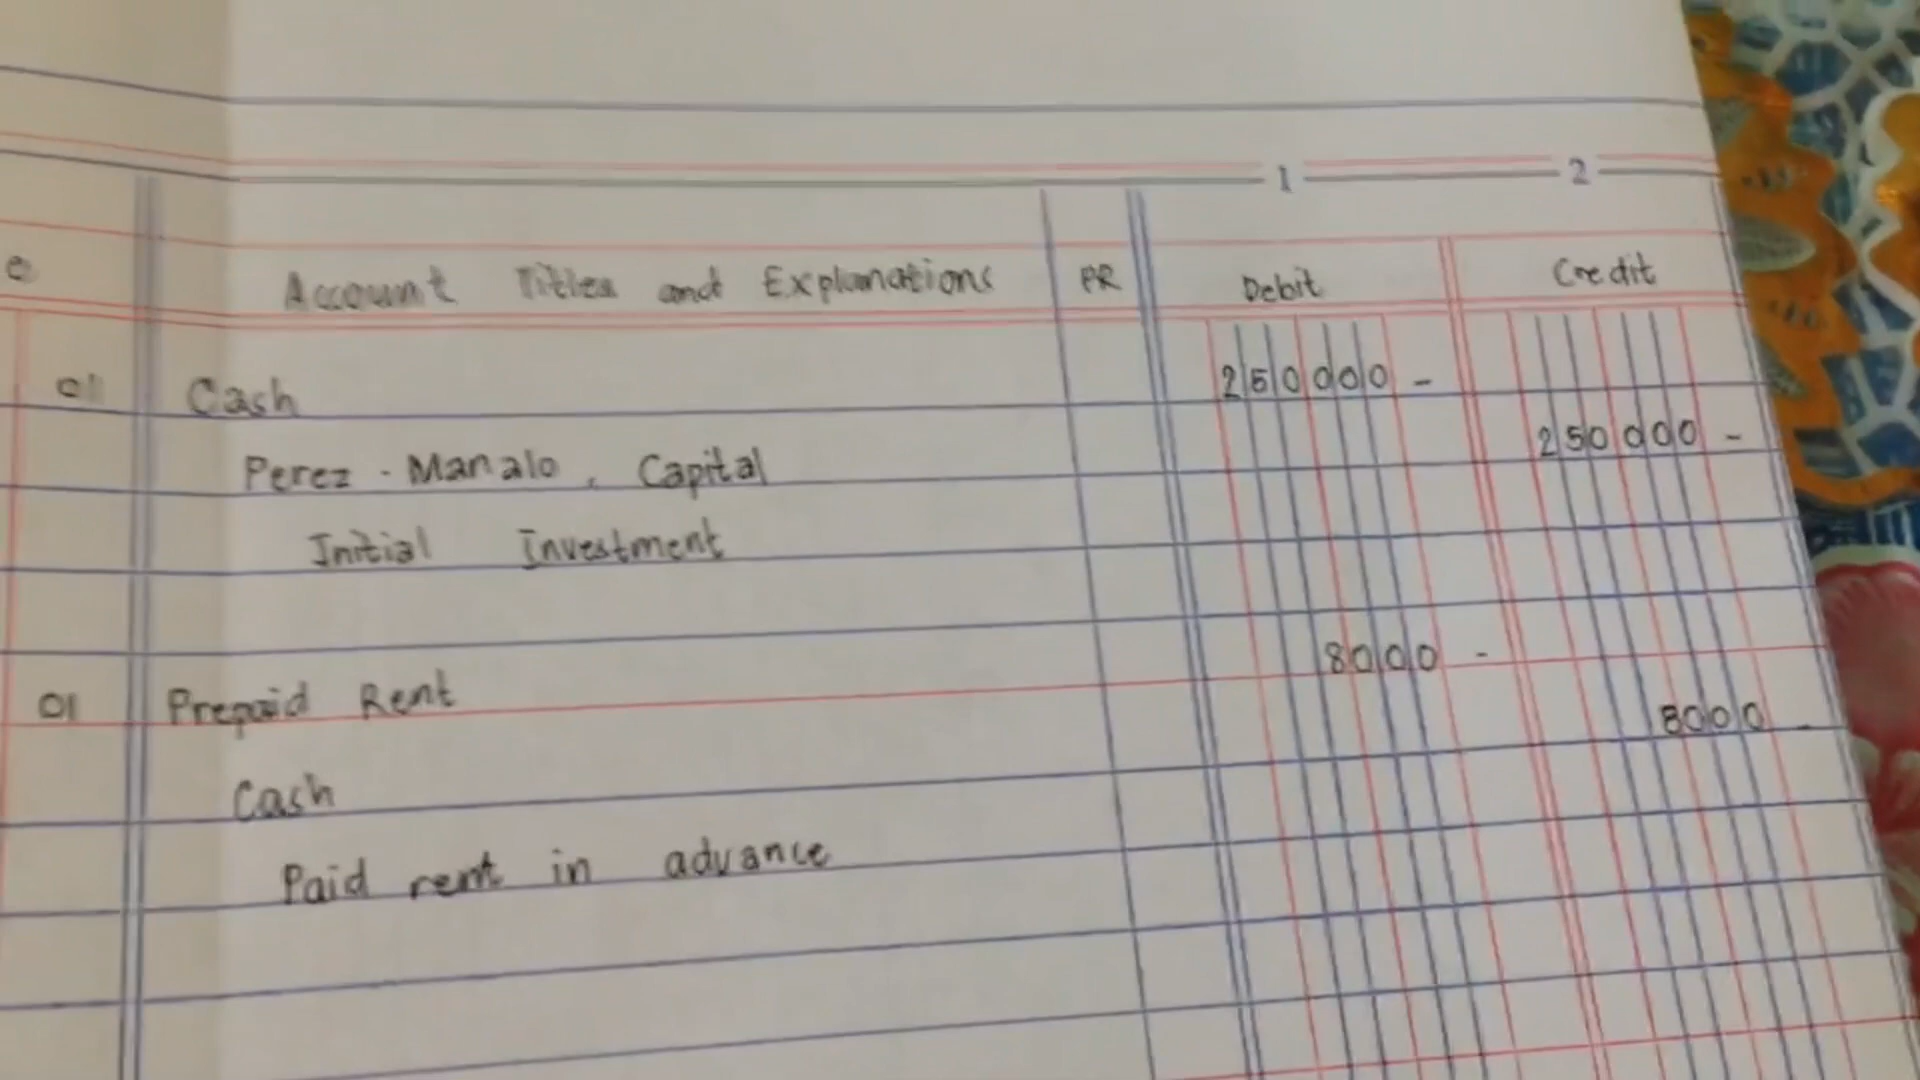 1 2
e Account Titles and Explanations PR Debit Credit
01 Cash 250000 -
Perez - Manalo, Capital 250000 -
Initial Investment
01 Prepaid Rent 8000 -
Cash 8000 -
Paid rent in advance